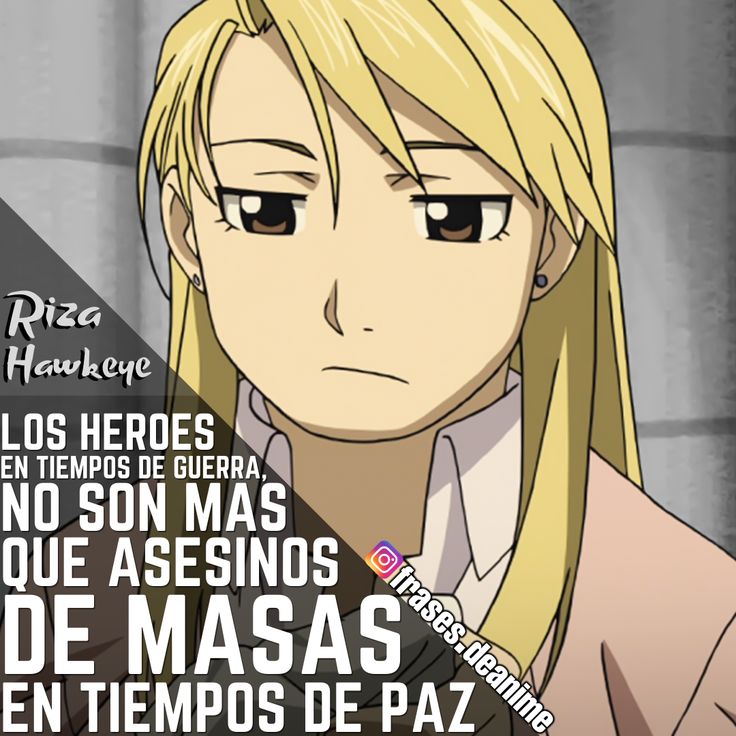 Riza
Hawkeye
LOS HEROES
EN TIEMPOS DE GUERRA,
NO SON MAS
QUE ASESINOS
DE MASAS
EN TIEMPOS DE PAZ
frases.deanime